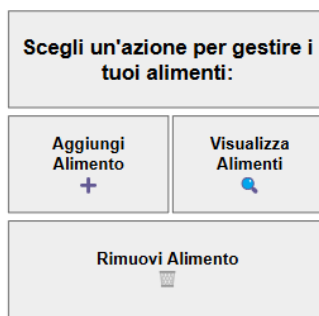 Scegli un'azione per gestire i
tuoi alimenti:
Aggiungi
Alimento
Visualizza
Alimenti
Rimuovi Alimento